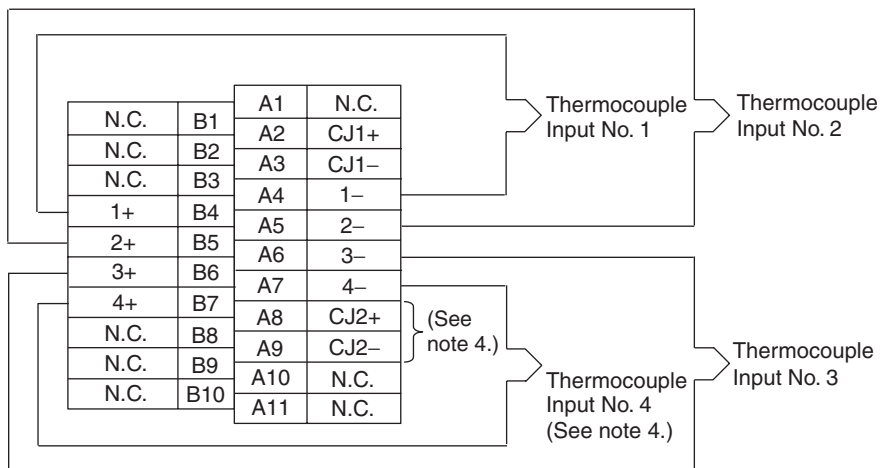 Thermocouple
Input No. 1
Thermocouple
Input No. 2
N.C. B1
N.C. B2
N.C. B3
1+ B4
2+ B5
3+ B6
4+ B7
N.C. B8
N.C. B9
N.C. B10
A1 N.C.
A2 CJ1+
A3 CJ1−
A4 1−
A5 2−
A6 3−
A7 4−
A8 CJ2+
A9 CJ2−
A10 N.C.
A11 N.C.
(See
note 4.)
Thermocouple
Input No. 4
(See note 4.)
Thermocouple
Input No. 3